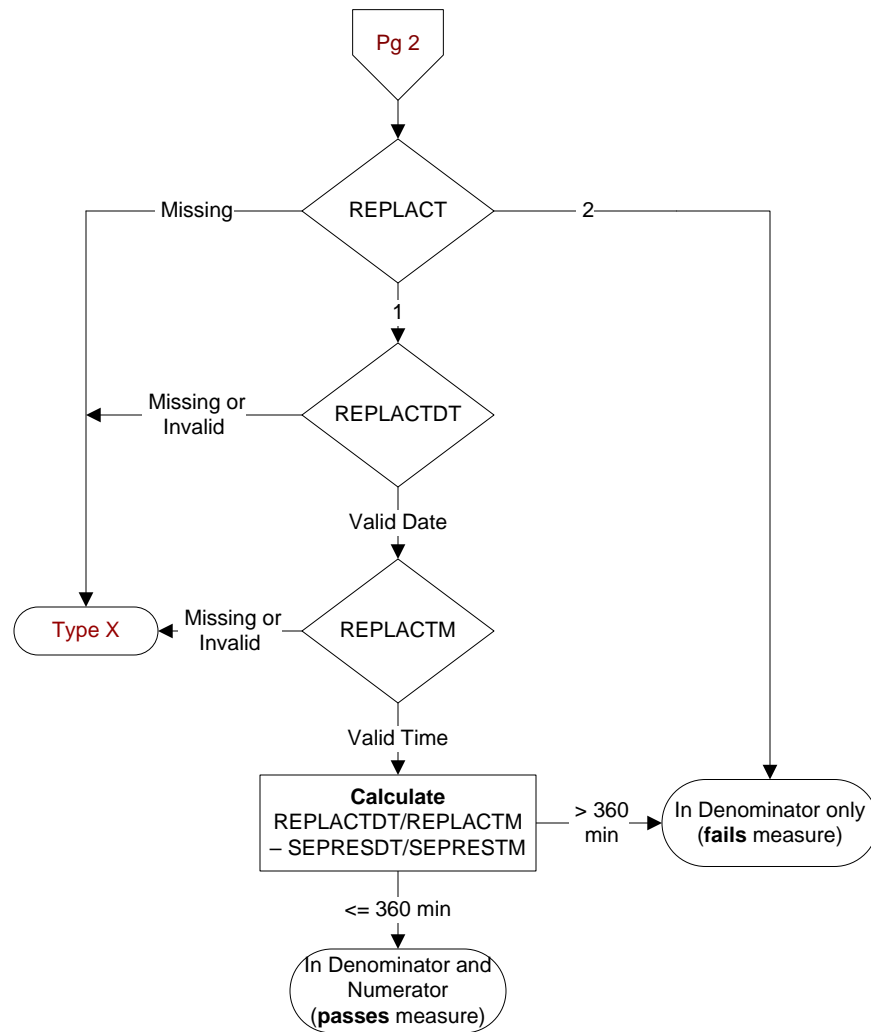 Pg 2
REPLACT
Missing
2
1
REPLACTDT
Missing or
Invalid
Valid Date
REPLACTM
Missing or
Invalid
Type X
Valid Time
Calculate
REPLACTDT/REPLACTM
– SEPRESDT/SEPRESTM
> 360
min
In Denominator only
(fails measure)
<= 360 min
In Denominator and
Numerator
(passes measure)